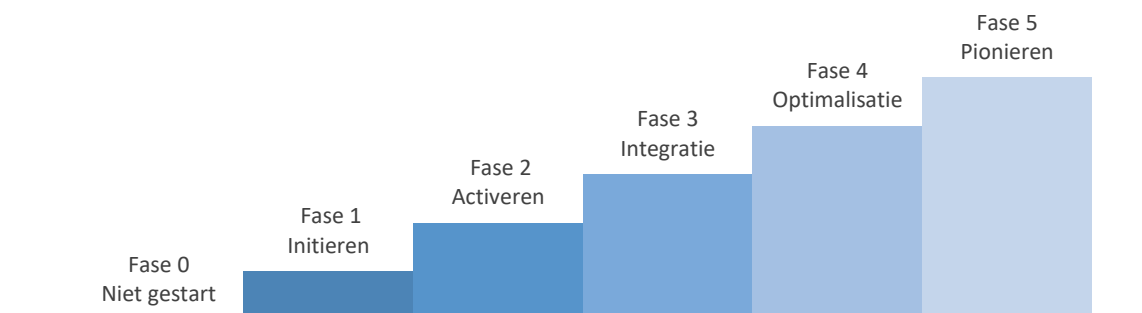 Fase 0
Niet gestart
Fase 1
Initieren
Fase 2
Activeren
Fase 3
Integratie
Fase 4
Optimalisatie
Fase 5
Pionieren